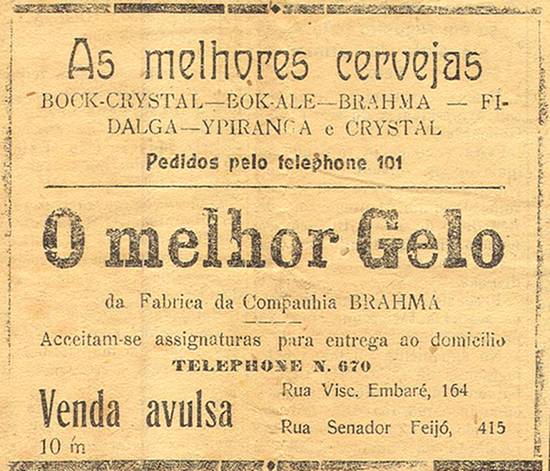 As melhores cervejas
BOCK-CRYSTAL—BOK-ALE—BRAHMA — FI-
DALGA—YPIRANGA e CRYSTAL
Pedidos pelo telephone 101
O melhor Gelo
da Fabrica da Compauhia BRAHMA
Acceitam-se assignaturas para entrega ao domicilio
TELEPHONE N. 670
Venda avulsa
Rua Visc. Embaré, 164
Rua Senador Feijó, 415
10 m